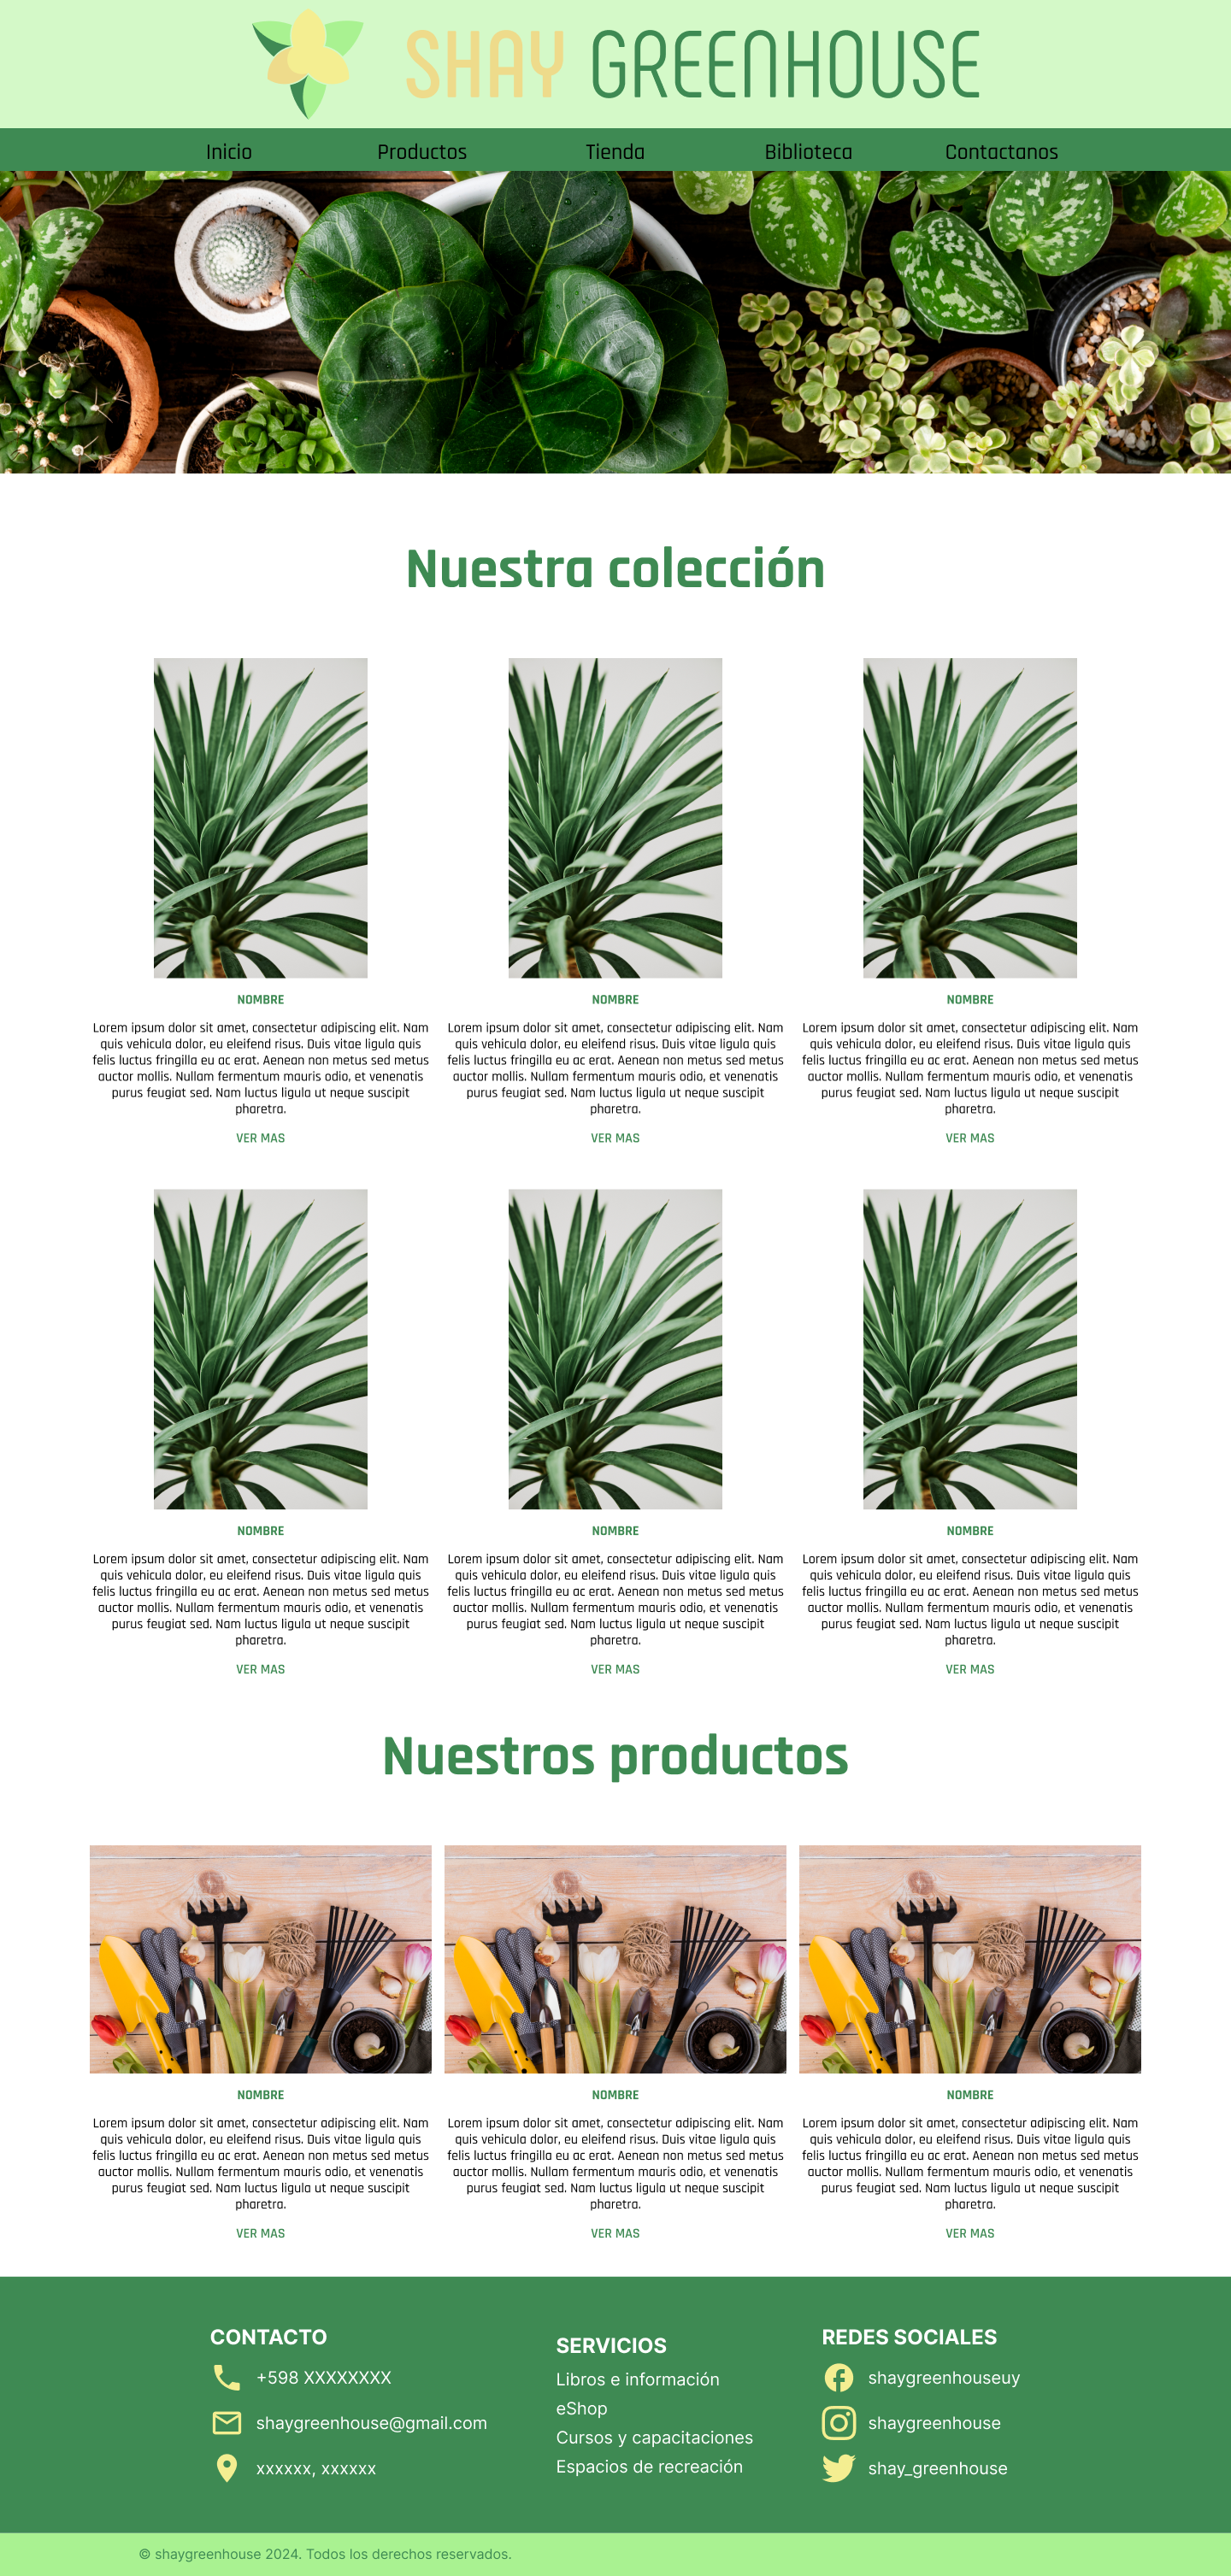 SHAY GREENHOUSE
Inicio Productos Tienda Biblioteca Contactanos
Nuestra colección
NOMBRE
Lorem ipsum dolor sit amet, consectetur adipiscing elit. Nam
quis vehicula dolor, eu eleifend risus. Duis vitae ligula quis
felis luctus fringilla eu ac erat. Aenean non metus sed metus
auctor mollis. Nullam fermentum mauris odio, et venenatis
purus feugiat sed. Nam luctus ligula ut neque suscipit
pharetra.
VER MAS
NOMBRE
Lorem ipsum dolor sit amet, consectetur adipiscing elit. Nam
quis vehicula dolor, eu eleifend risus. Duis vitae ligula quis
felis luctus fringilla eu ac erat. Aenean non metus sed metus
auctor mollis. Nullam fermentum mauris odio, et venenatis
purus feugiat sed. Nam luctus ligula ut neque suscipit
pharetra.
VER MAS
NOMBRE
Lorem ipsum dolor sit amet, consectetur adipiscing elit. Nam
quis vehicula dolor, eu eleifend risus. Duis vitae ligula quis
felis luctus fringilla eu ac erat. Aenean non metus sed metus
auctor mollis. Nullam fermentum mauris odio, et venenatis
purus feugiat sed. Nam luctus ligula ut neque suscipit
pharetra.
VER MAS
NOMBRE
Lorem ipsum dolor sit amet, consectetur adipiscing elit. Nam
quis vehicula dolor, eu eleifend risus. Duis vitae ligula quis
felis luctus fringilla eu ac erat. Aenean non metus sed metus
auctor mollis. Nullam fermentum mauris odio, et venenatis
purus feugiat sed. Nam luctus ligula ut neque suscipit
pharetra.
VER MAS
NOMBRE
Lorem ipsum dolor sit amet, consectetur adipiscing elit. Nam
quis vehicula dolor, eu eleifend risus. Duis vitae ligula quis
felis luctus fringilla eu ac erat. Aenean non metus sed metus
auctor mollis. Nullam fermentum mauris odio, et venenatis
purus feugiat sed. Nam luctus ligula ut neque suscipit
pharetra.
VER MAS
NOMBRE
Lorem ipsum dolor sit amet, consectetur adipiscing elit. Nam
quis vehicula dolor, eu eleifend risus. Duis vitae ligula quis
felis luctus fringilla eu ac erat. Aenean non metus sed metus
auctor mollis. Nullam fermentum mauris odio, et venenatis
purus feugiat sed. Nam luctus ligula ut neque suscipit
pharetra.
VER MAS
Nuestros productos
NOMBRE
Lorem ipsum dolor sit amet, consectetur adipiscing elit. Nam
quis vehicula dolor, eu eleifend risus. Duis vitae ligula quis
felis luctus fringilla eu ac erat. Aenean non metus sed metus
auctor mollis. Nullam fermentum mauris odio, et venenatis
purus feugiat sed. Nam luctus ligula ut neque suscipit
pharetra.
VER MAS
NOMBRE
Lorem ipsum dolor sit amet, consectetur adipiscing elit. Nam
quis vehicula dolor, eu eleifend risus. Duis vitae ligula quis
felis luctus fringilla eu ac erat. Aenean non metus sed metus
auctor mollis. Nullam fermentum mauris odio, et venenatis
purus feugiat sed. Nam luctus ligula ut neque suscipit
pharetra.
VER MAS
NOMBRE
Lorem ipsum dolor sit amet, consectetur adipiscing elit. Nam
quis vehicula dolor, eu eleifend risus. Duis vitae ligula quis
felis luctus fringilla eu ac erat. Aenean non metus sed metus
auctor mollis. Nullam fermentum mauris odio, et venenatis
purus feugiat sed. Nam luctus ligula ut neque suscipit
pharetra.
VER MAS
CONTACTO
+598 XXXXXXXX
shaygreenhouse@gmail.com
xxxxxx, xxxxxx
SERVICIOS
Libros e información
eShop
Cursos y capacitaciones
Espacios de recreación
REDES SOCIALES
shaygreenhouseuy
shaygreenhouse
shay_greenhouse
© shaygreenhouse 2024. Todos los derechos reservados.